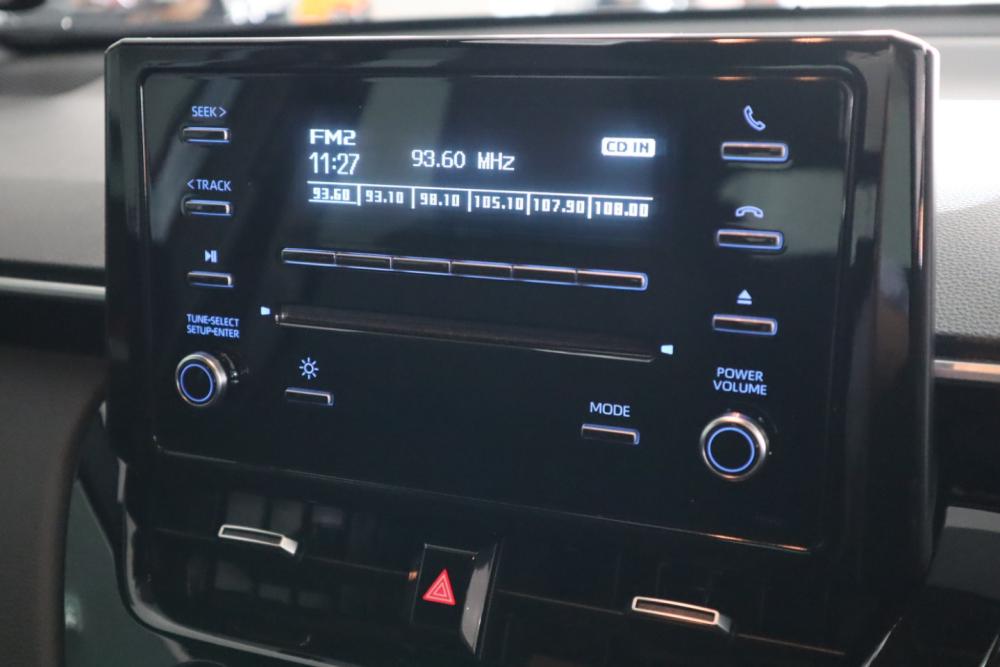 SEEK >
< TRACK
TUNE•SELECT
SETUP•ENTER
FM2
11:27
93.60 MHz
CD IN
93.60 93.10 98.10 105.10 107.90 108.00
MODE
POWER
VOLUME